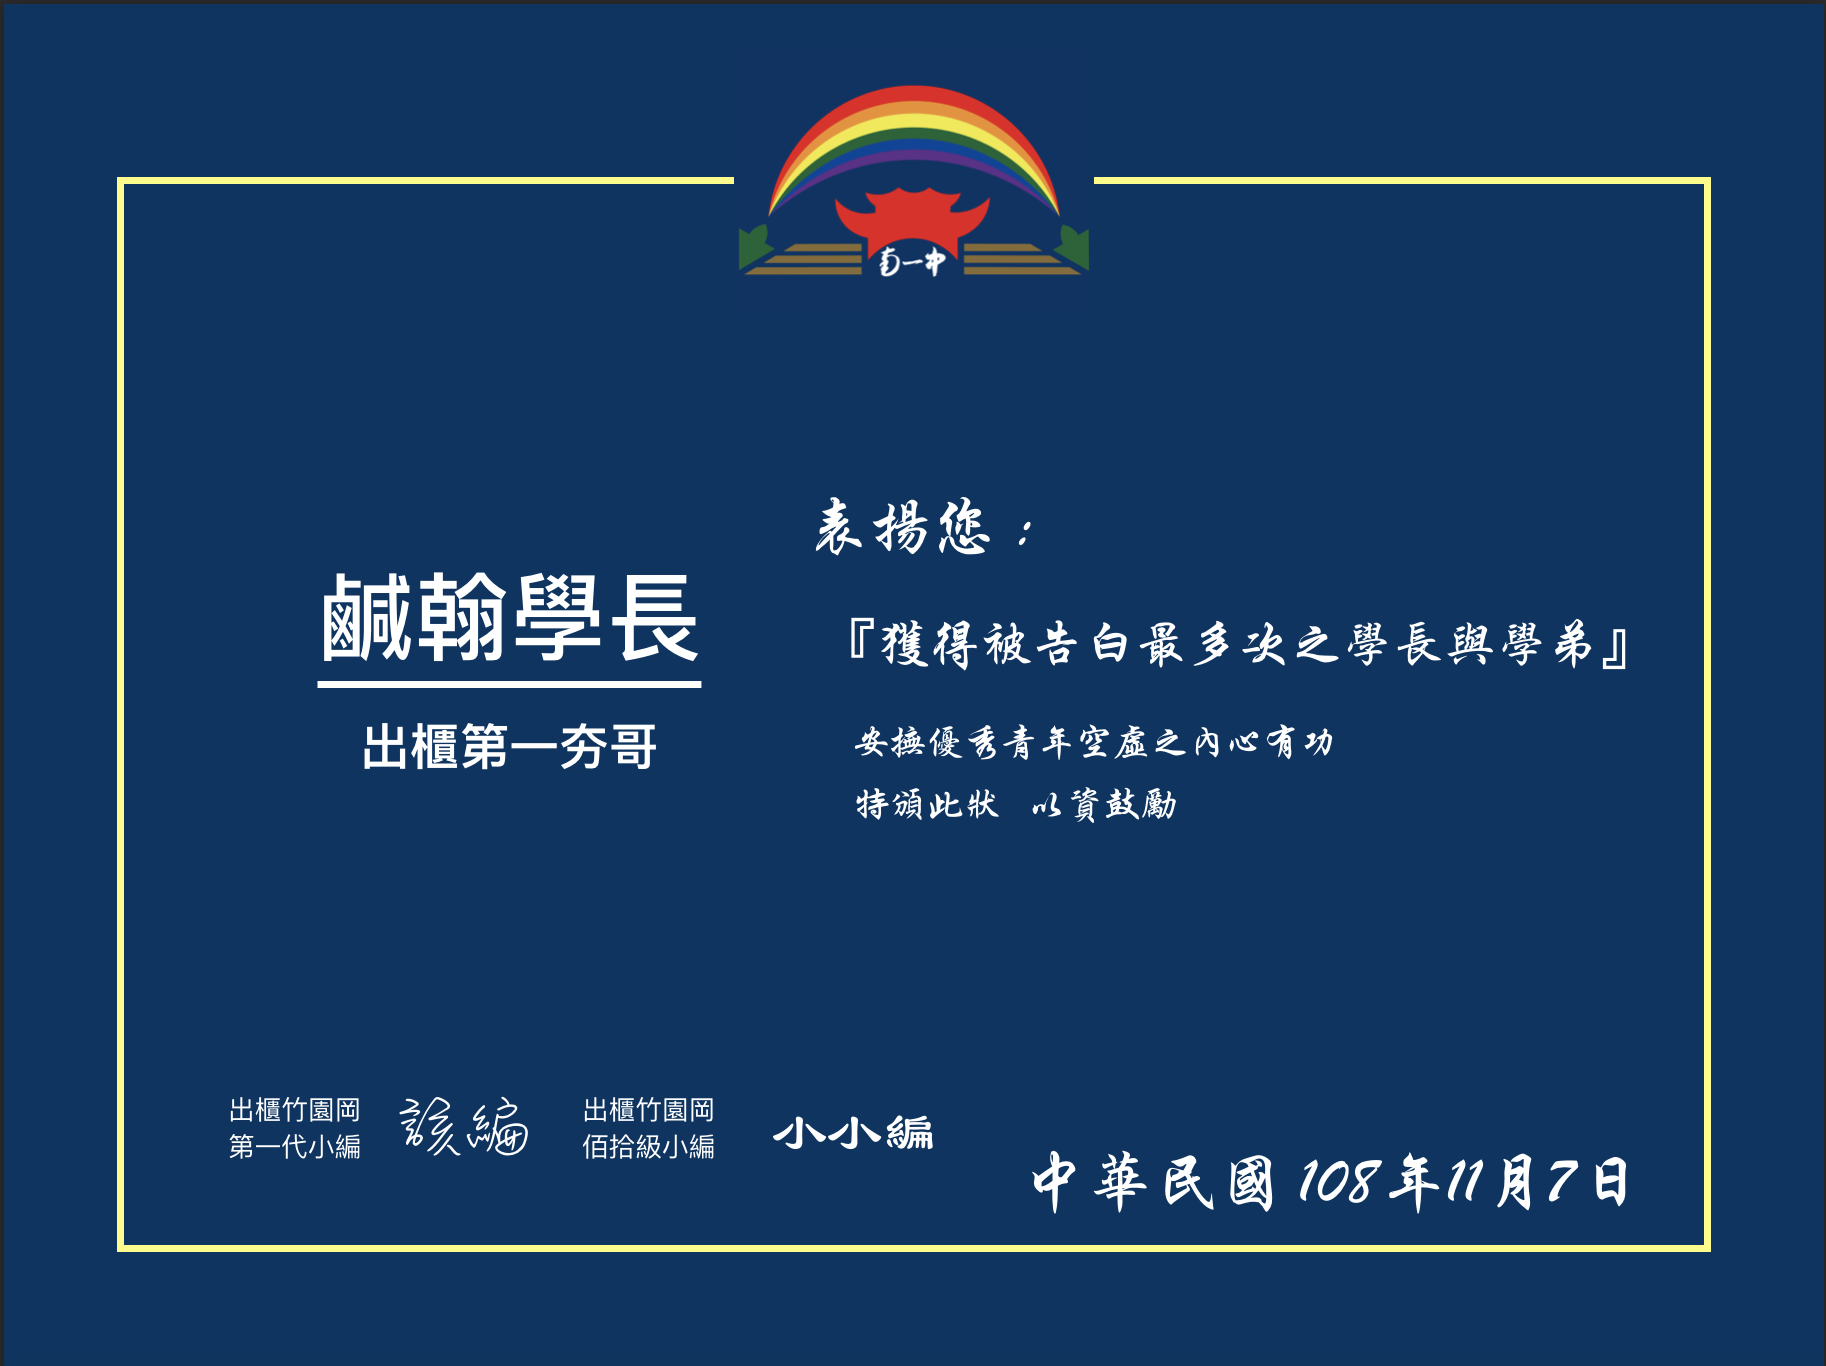 南一中
表揚您：
鹹翰學長
『獲得被告白最多次之學長與學弟』
出櫃第一夯哥
安撫優秀青年空虛之內心有功
特頒此狀　以資鼓勵
出櫃竹園岡
第一代小編
該編
出櫃竹園岡
佰拾級小編
小小編
中華民國108年11月7日